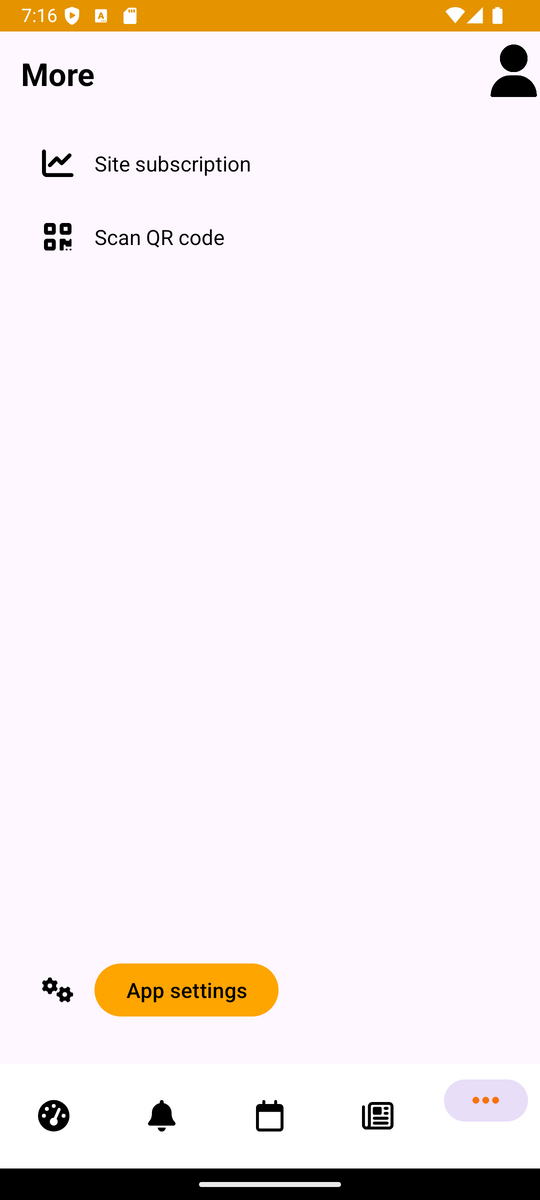 7:16
More
Site subscription
Scan QR code
App settings